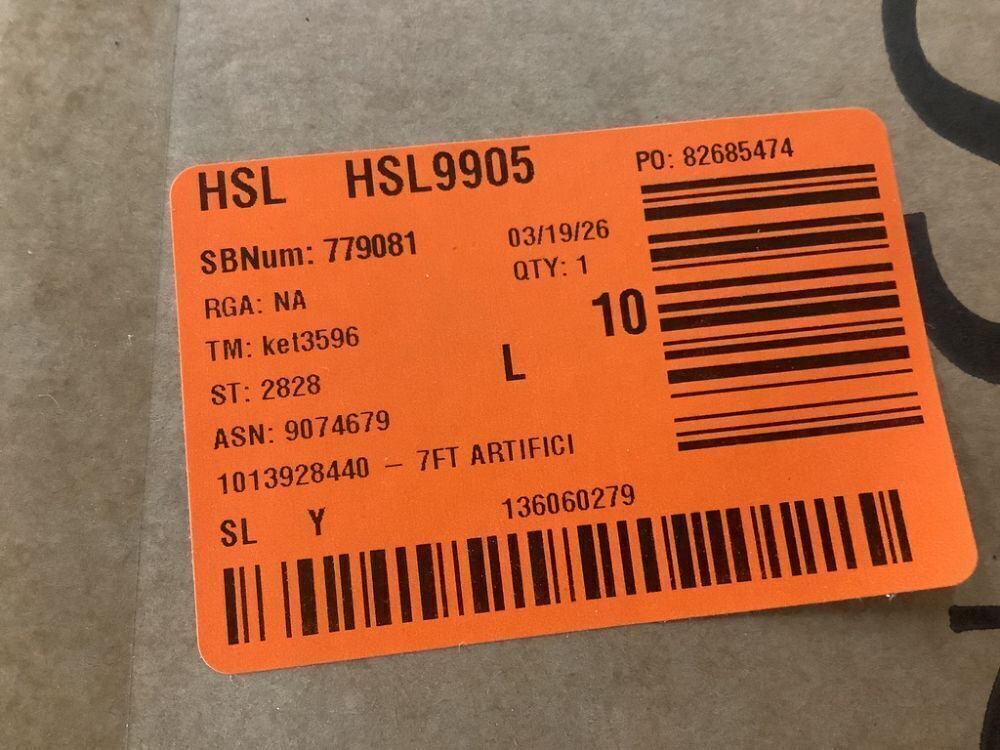 HSL HSL9905
PO: 82685474
SBNum: 779081
03/19/26
QTY: 1
RGA: NA
10
TM: ket3596
L
ST: 2828
ASN: 9074679
1013928440 - 7FT ARTIFICI
SL Y
136060279